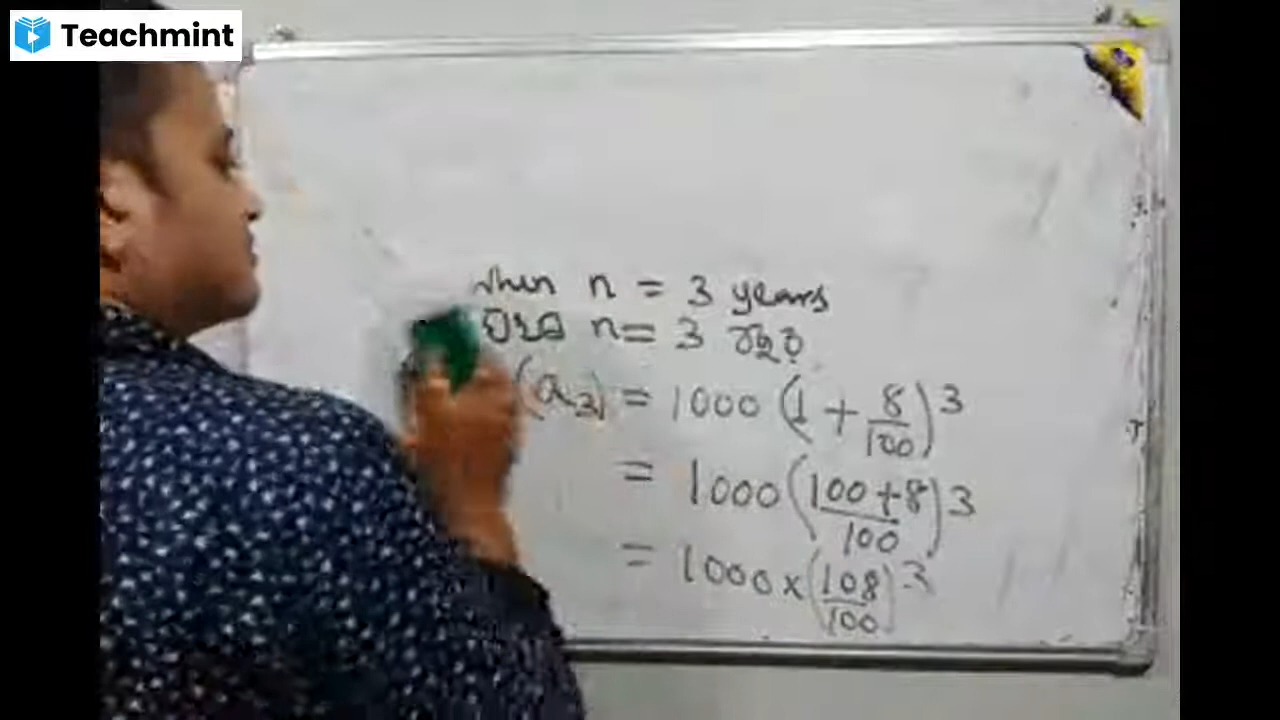 Teachmint
when n = 3 years
n = 3
(a3) = 1000 (1 + 8/100)^3
= 1000 (100+8/100)^3
= 1000 × (108/100)^3